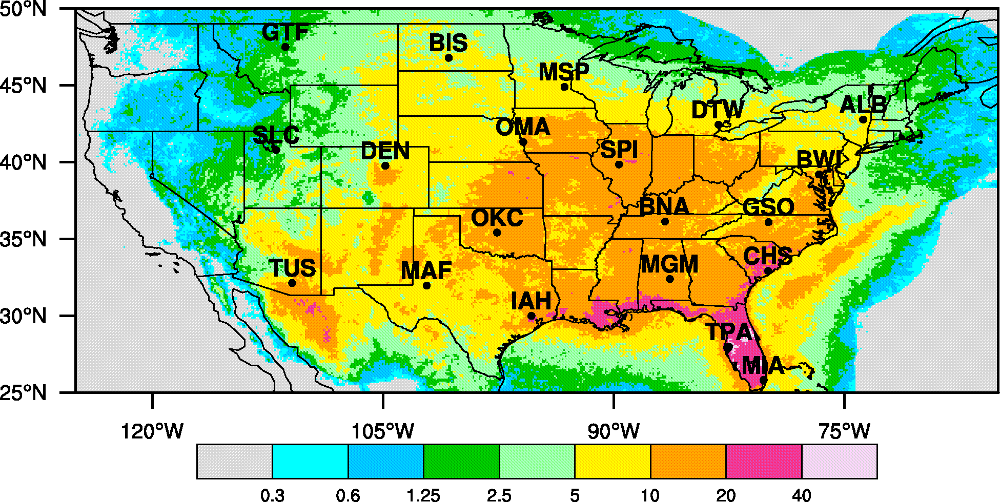 50°N
GTF
BIS
MSP
45°N
ALB
DTW
OMA
SLC
DEN
SPI
BWI
40°N
BNA
GSO
OKC
35°N
CHS
MGM
TUS
MAF
IAH
30°N
TPA
MIA
25°N
120°W 105°W 90°W 75°W
0.3 0.6 1.25 2.5 5 10 20 40